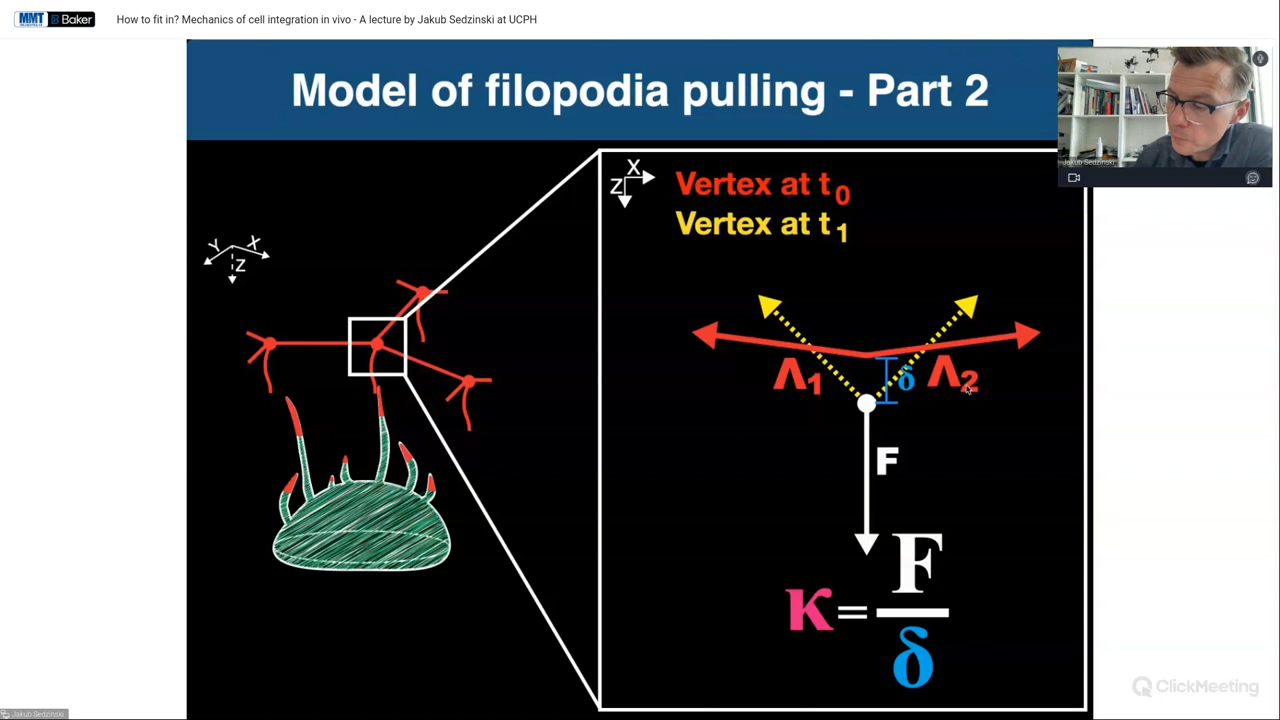 MMT Baker How to fit in? Mechanics of cell integration in vivo - A lecture by Jakub Sedzinski at UCPH
Model of filopodia pulling - Part 2
Jakub Sedzinski
X
Z
Vertex at t0
Vertex at t1
Y X
Z
Λ1
δ
Λ2
F
κ=F/δ
ClickMeeting
Jakub Sedzinski